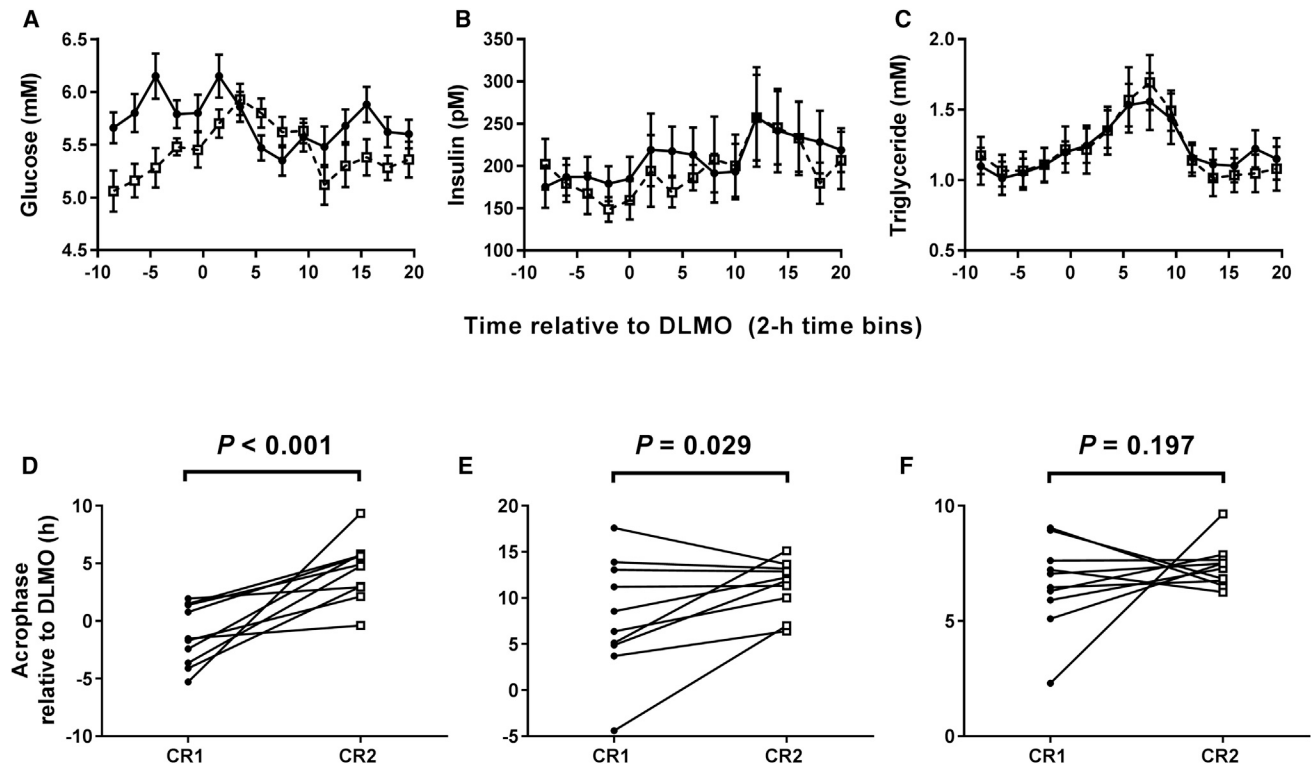 A
B
C
Glucose (mM)
6.5
6.0
5.5
5.0
4.5
-10 -5 0 5 10 15 20
Insulin (pM)
350
300
250
200
150
100
-10 -5 0 5 10 15 20
Triglyceride (mM)
2.0
1.5
1.0
0.5
-10 -5 0 5 10 15 20
Time relative to DLMO (2-h time bins)
D
P < 0.001
Acrophase
relative to DLMO (h)
10
5
0
-5
-10
CR1 CR2
E
P = 0.029
20
15
10
5
0
-5
CR1 CR2
F
P = 0.197
10
5
0
CR1 CR2